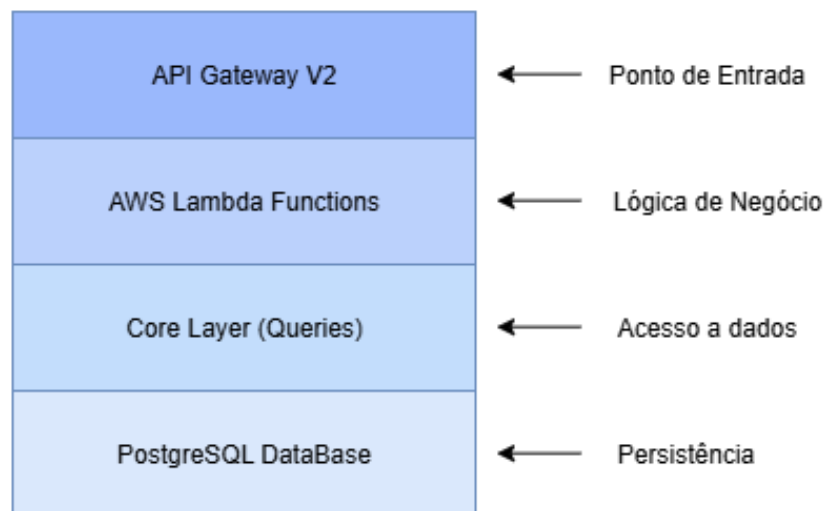 API Gateway V2
Ponto de Entrada
AWS Lambda Functions
Lógica de Negócio
Core Layer (Queries)
Acesso a dados
PostgreSQL DataBase
Persistência